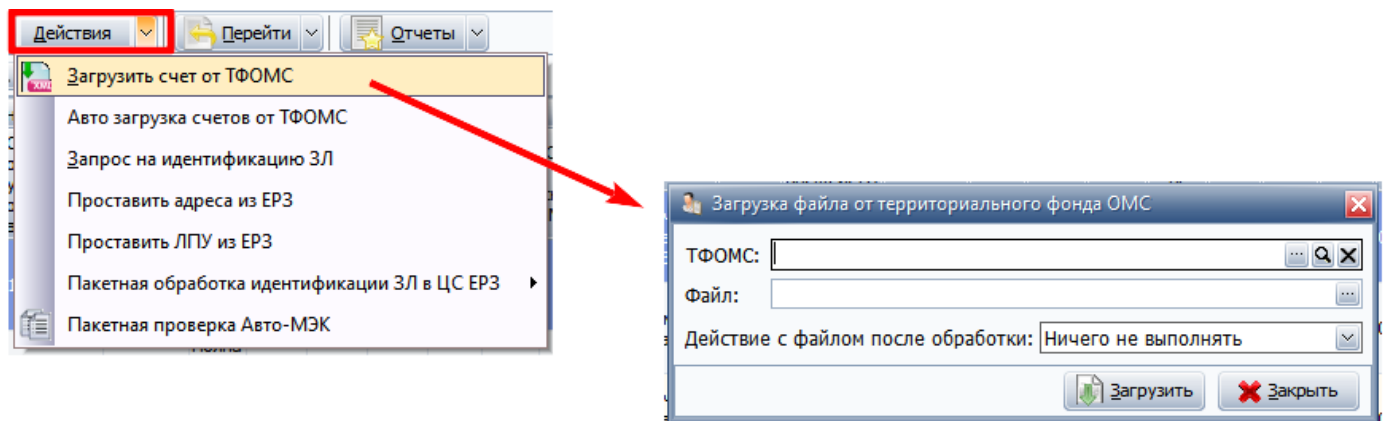 Действия
Перейти
Отчеты
Загрузить счет от ТФОМС
Авто загрузка счетов от ТФОМС
Запрос на идентификацию ЗЛ
Проставить адреса из ЕРЗ
Проставить ЛПУ из ЕРЗ
Пакетная обработка идентификации ЗЛ в ЦС ЕРЗ
Пакетная проверка Авто-МЭК
Загрузка файла от территориального фонда ОМС
ТФОМС:
Файл:
Действие с файлом после обработки: Ничего не выполнять
Загрузить
Закрыть